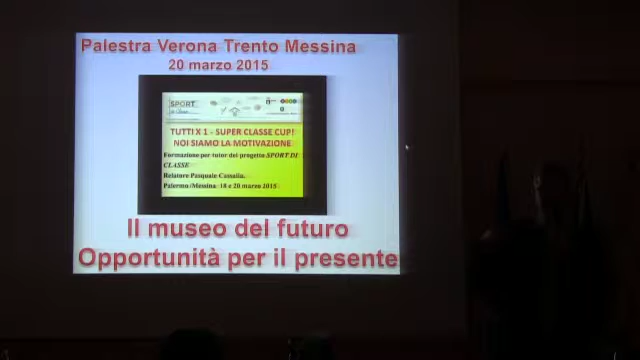 Palestra Verona Trento Messina
20 marzo 2015
SPORT
di Classe
TUTTI X 1 - SUPER CLASSE CUP!
NOI SIAMO LA MOTIVAZIONE
Formazione per tutor del progetto SPORT DI
CLASSE
Relatore Pasquale Cassalia.
Palermo /Messina 18 e 20 marzo 2015
Il museo del futuro
Opportunità per il presente